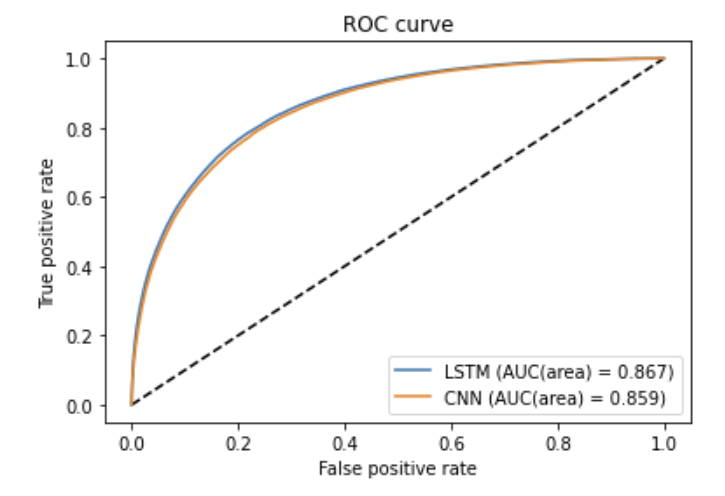 ROC curve
1.0
0.8
0.6
0.4
0.2
0.0
True positive rate
LSTM (AUC(area) = 0.867)
CNN (AUC(area) = 0.859)
0.0 0.2 0.4 0.6 0.8 1.0
False positive rate